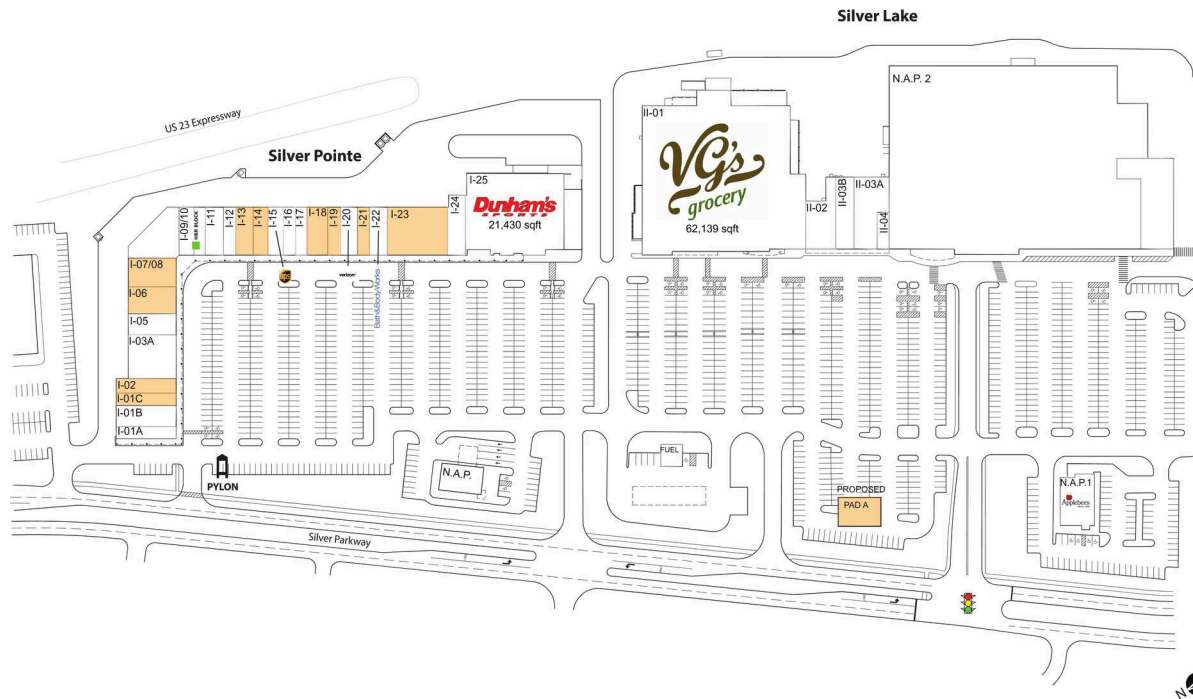 Silver Lake
N.A.P. 2
II-01
VG's
grocery
62,139 sqft
II-02
II-03B
II-03A
II-04
US 23 Expressway
Silver Pointe
I-25
Dunham's
SPORTS
21,430 sqft
I-09/10
H&R BLOCK
I-11
I-12
I-13
I-14
I-15
I-16
I-17
I-18
I-19
I-20
I-21
I-22
I-23
I-24
I-07/08
I-06
I-05
I-03A
I-02
I-01C
I-01B
I-01A
ups
verizon
Bath&BodyWorks
PYLON
N.A.P.
FUEL
PROPOSED
PAD A
N.A.P.1
Applebee's
Silver Parkway
N